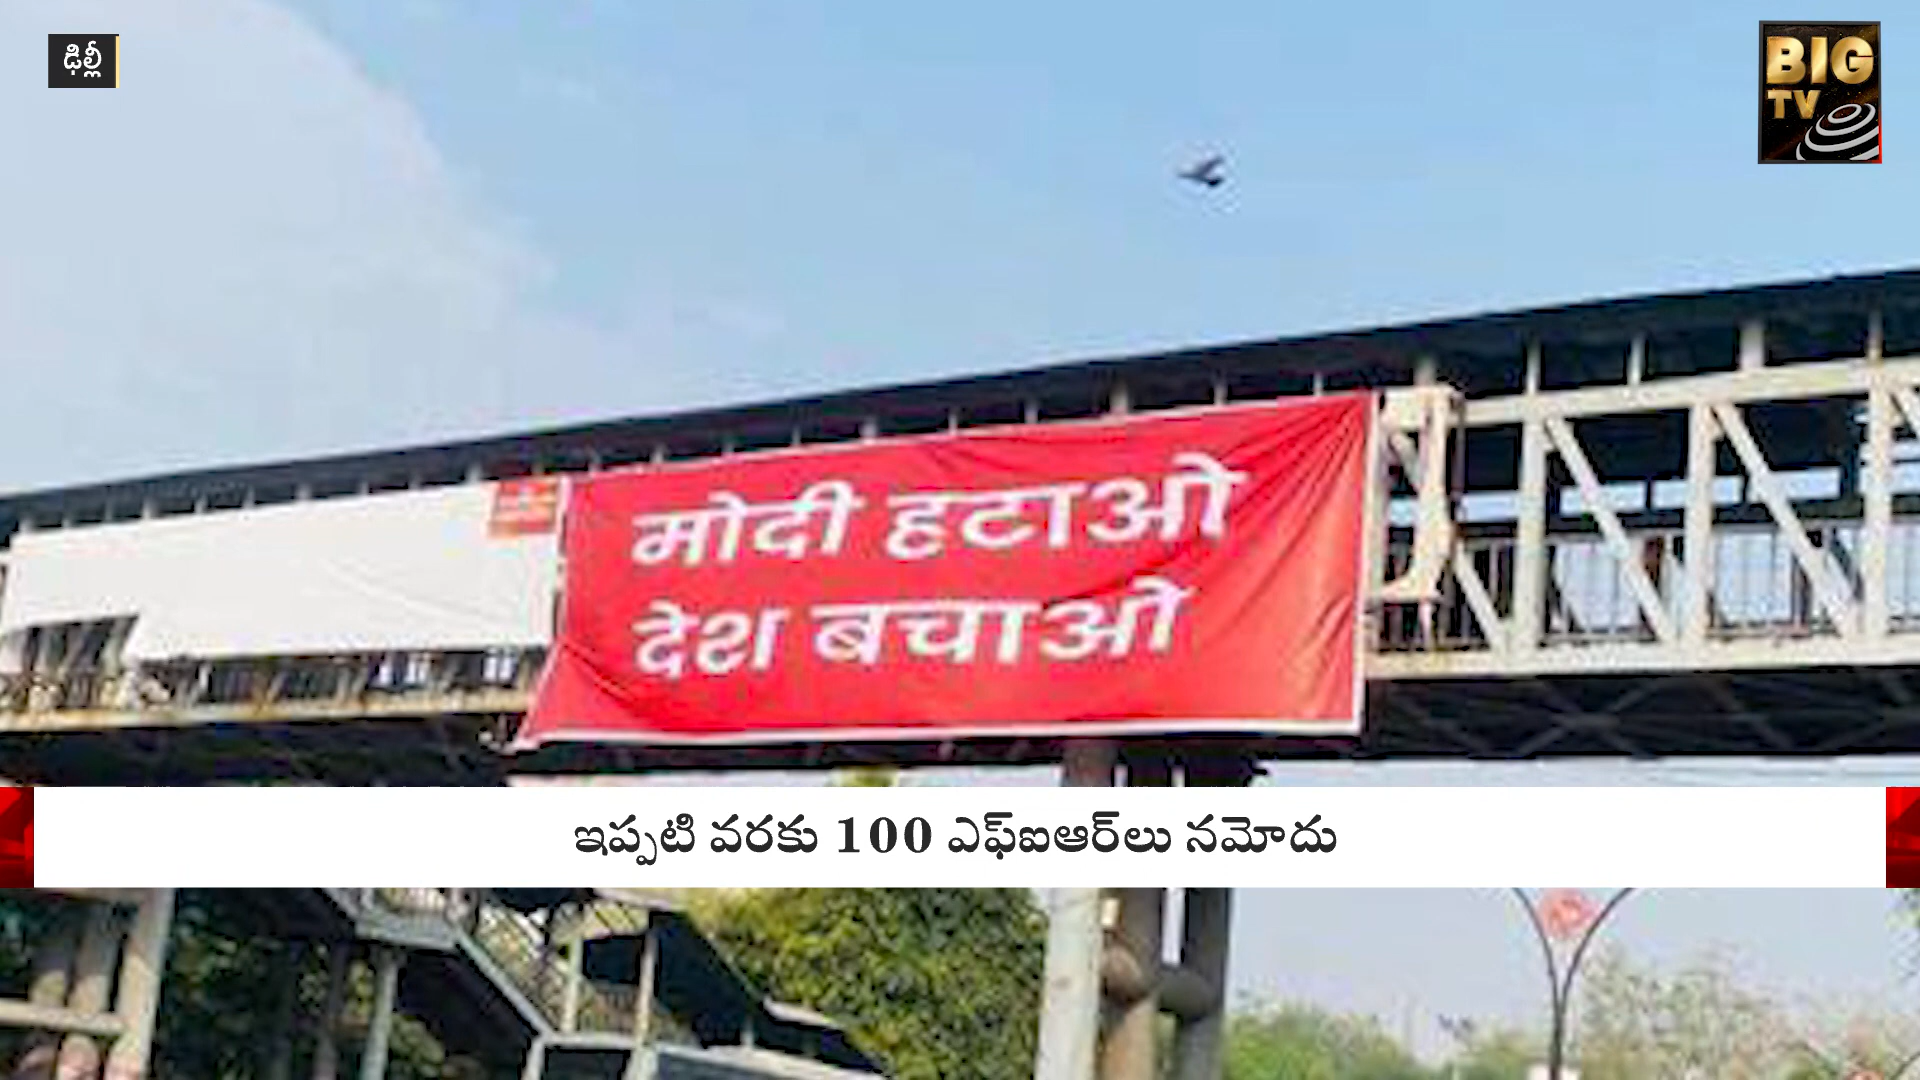 ఢిల్లీ
BIG
TV
मोदी हटाओ
देश बचाओ
ఇప్పటి వరకు 100 ఎఫ్ఐఆర్‌లు నమోదు